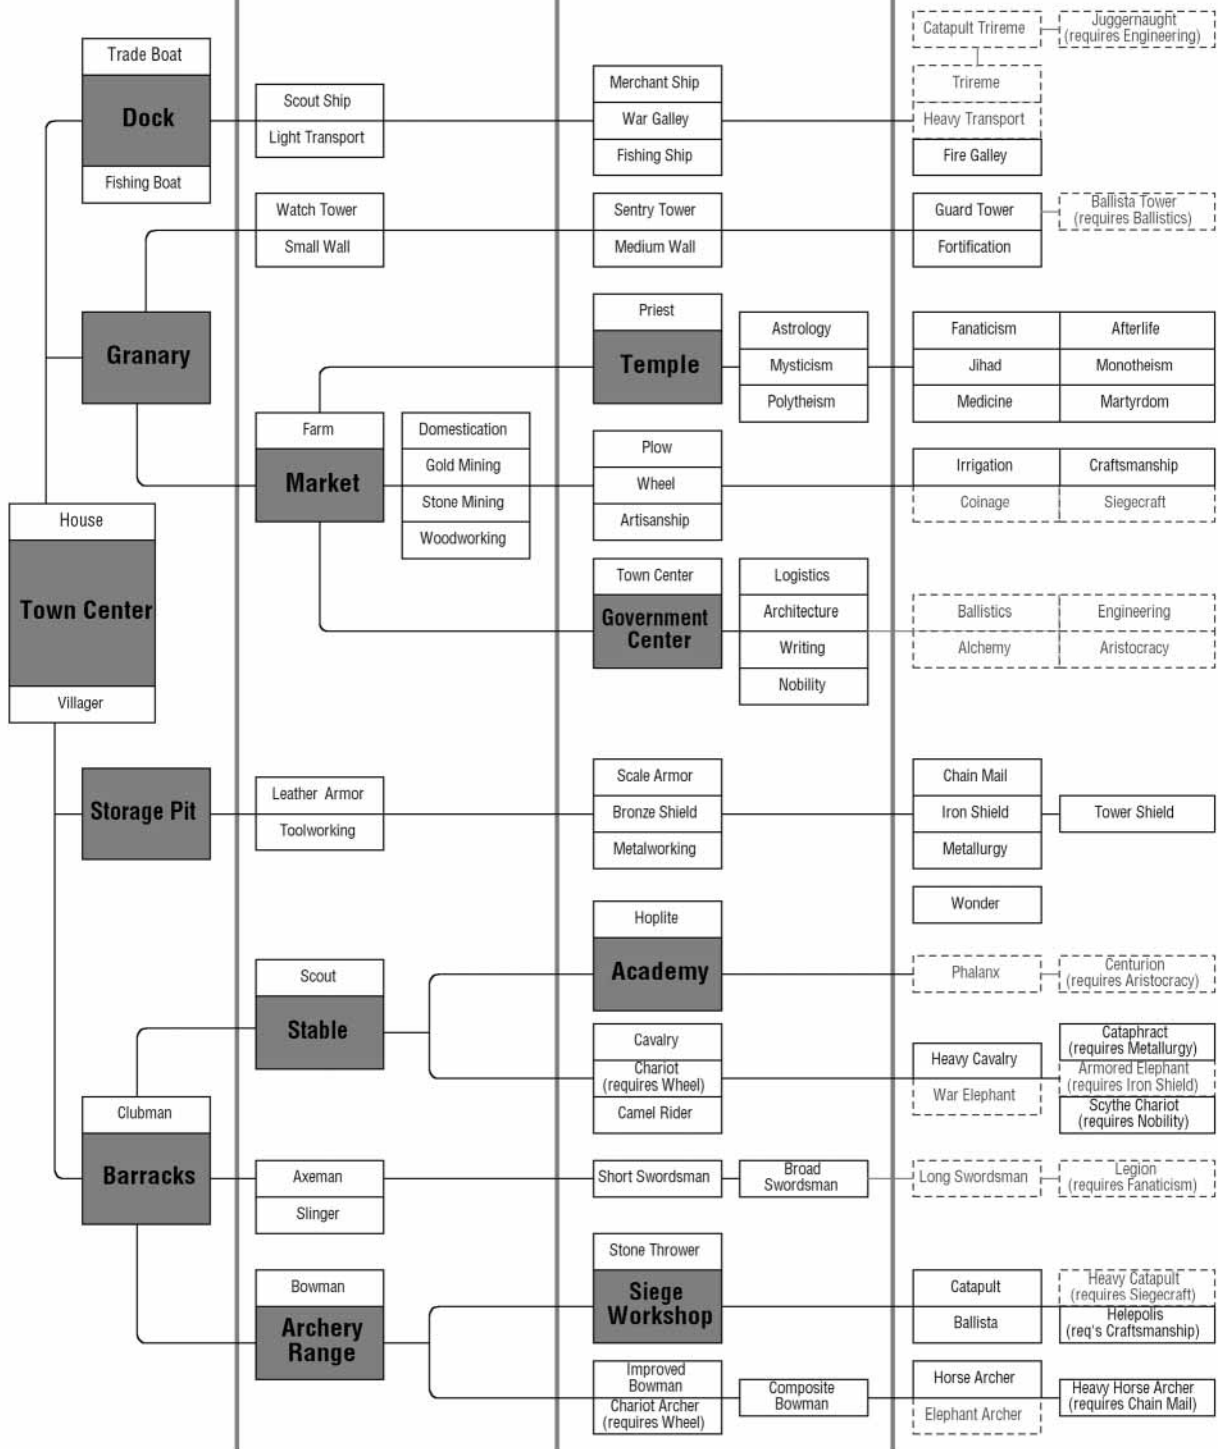 Trade Boat
Dock
Fishing Boat
Scout Ship
Light Transport
Merchant Ship
War Galley
Fishing Ship
Catapult Trireme
Juggernaught
(requires Engineering)
Trireme
Heavy Transport
Fire Galley
Granary
Watch Tower
Small Wall
Sentry Tower
Medium Wall
Guard Tower
Fortification
Ballista Tower
(requires Ballistics)
Priest
Temple
Astrology
Mysticism
Polytheism
Fanaticism
Afterlife
Jihad
Monotheism
Medicine
Martyrdom
Farm
Market
Domestication
Gold Mining
Stone Mining
Woodworking
Plow
Wheel
Artisanship
Irrigation
Craftsmanship
Coinage
Siegecraft
House
Town Center
Villager
Town Center
Government
Center
Logistics
Architecture
Writing
Nobility
Ballistics
Engineering
Alchemy
Aristocracy
Storage Pit
Leather Armor
Toolworking
Scale Armor
Bronze Shield
Metalworking
Chain Mail
Iron Shield
Metallurgy
Tower Shield
Wonder
Scout
Stable
Hoplite
Academy
Phalanx
Centurion
(requires Aristocracy)
Cavalry
Chariot
(requires Wheel)
Camel Rider
Heavy Cavalry
War Elephant
Cataphract
(requires Metallurgy)
Armored Elephant
(requires Iron Shield)
Scythe Chariot
(requires Nobility)
Clubman
Barracks
Axeman
Slinger
Short Swordsman
Broad
Swordsman
Long Swordsman
Legion
(requires Fanaticism)
Bowman
Archery
Range
Stone Thrower
Siege
Workshop
Catapult
Ballista
Heavy Catapult
(requires Siegecraft)
Helepolis
(req's Craftsmanship)
Improved
Bowman
Chariot Archer
(requires Wheel)
Composite
Bowman
Horse Archer
Elephant Archer
Heavy Horse Archer
(requires Chain Mail)